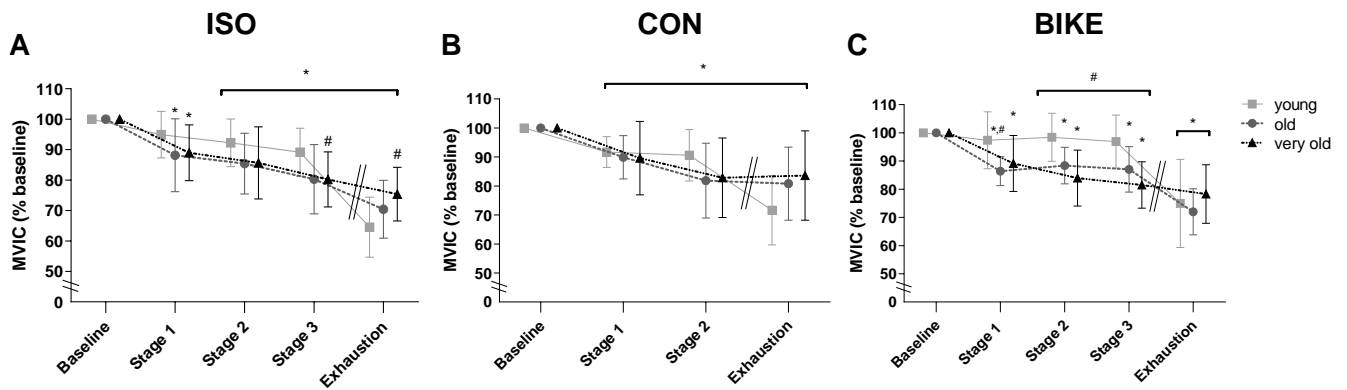 ISO
CON
BIKE
A
B
C
MVIC (% baseline)
110
100
90
80
70
60
50
0
*
*
*
#
#
Baseline
Stage 1
Stage 2
Stage 3
Exhaustion
MVIC (% baseline)
110
100
90
80
70
60
50
0
*
Baseline
Stage 1
Stage 2
Exhaustion
MVIC (% baseline)
110
100
90
80
70
60
50
0
#
*,#
*
*
*
*
*
*
Baseline
Stage 1
Stage 2
Stage 3
Exhaustion
young
old
very old